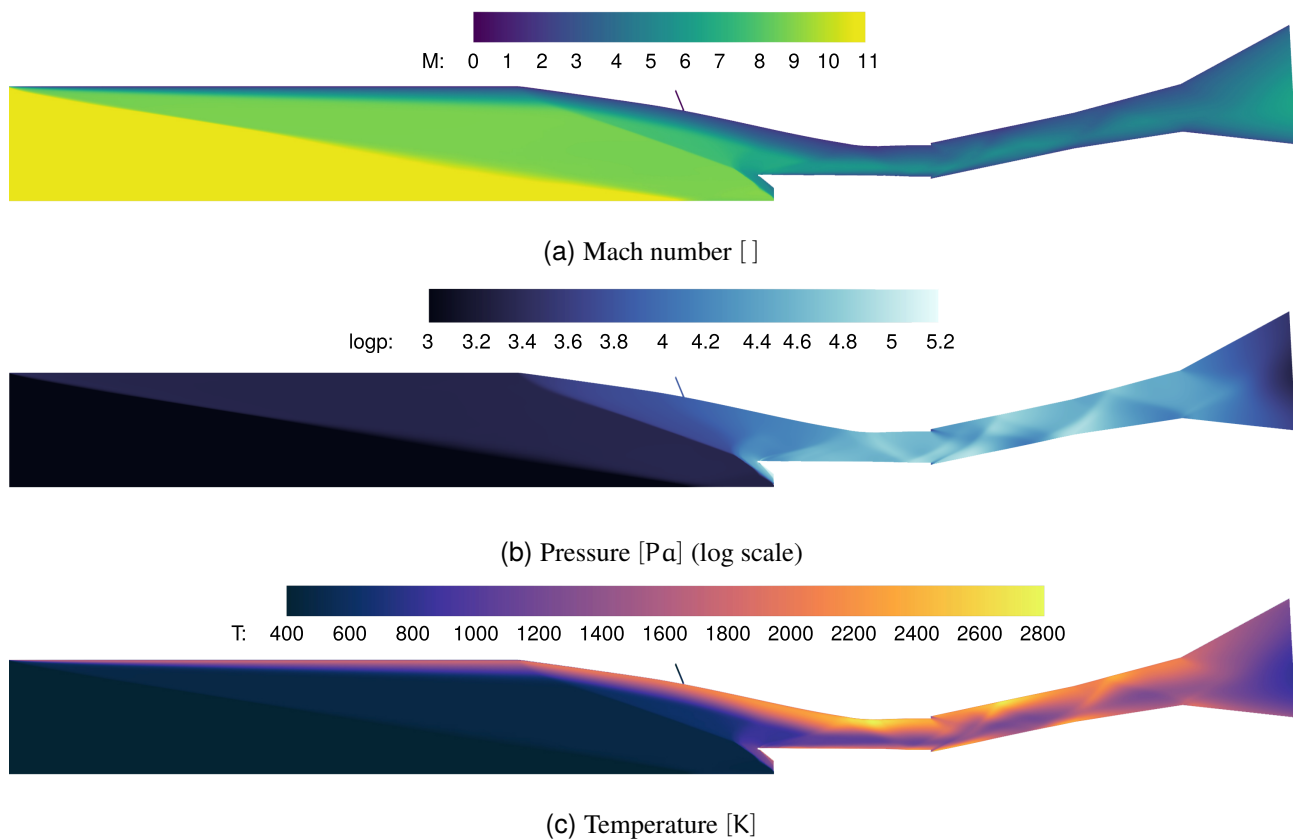 M: 0 1 2 3 4 5 6 7 8 9 10 11
(a) Mach number [ ]
logp: 3 3.2 3.4 3.6 3.8 4 4.2 4.4 4.6 4.8 5 5.2
(b) Pressure [Pa] (log scale)
T: 400 600 800 1000 1200 1400 1600 1800 2000 2200 2400 2600 2800
(c) Temperature [K]